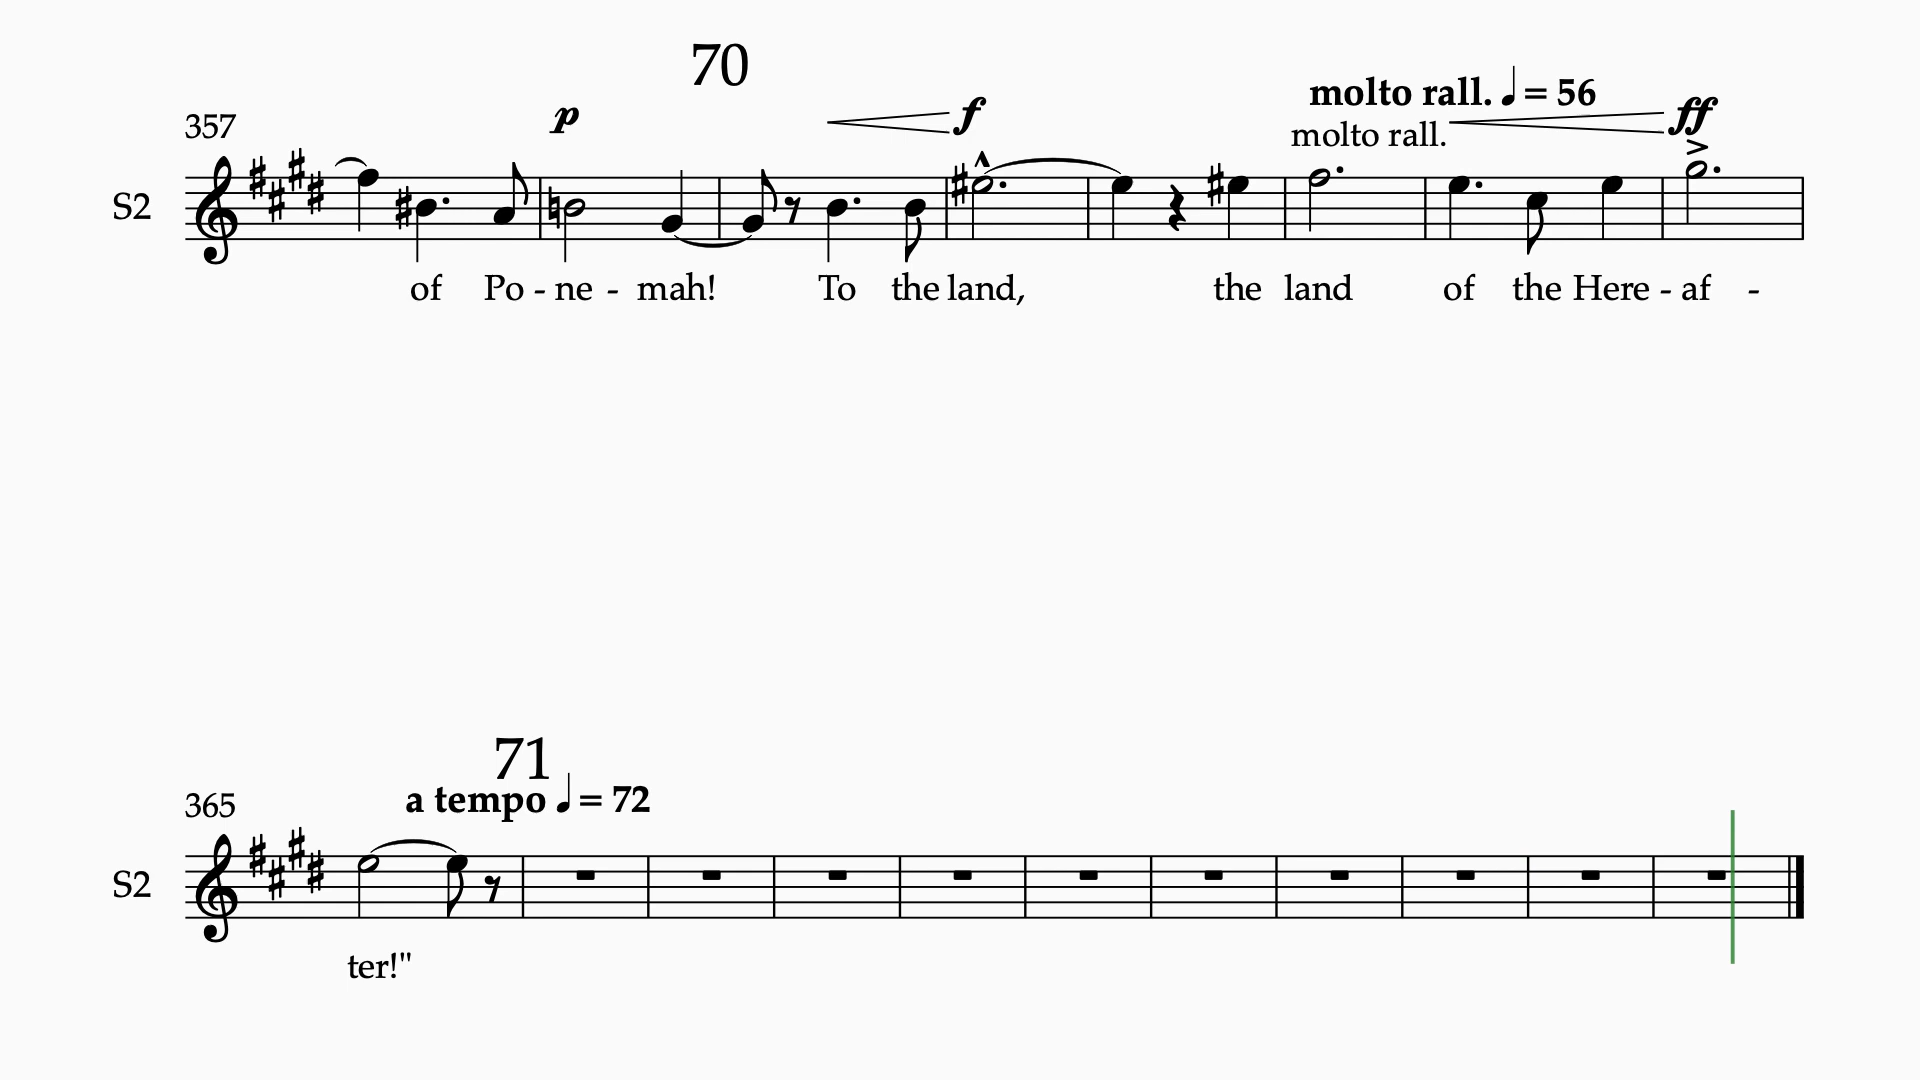 70
molto rall. ♩ = 56
p f ff
357 molto rall.
S2
of Po - ne - mah! To the land, the land of the Here - af -
71
a tempo ♩ = 72
365
S2
ter!"